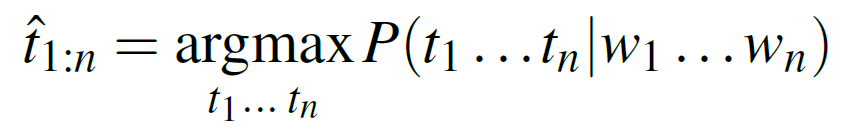 t̂1:n = argmax P(t1 ... tn|w1 ... wn)
t1... tn